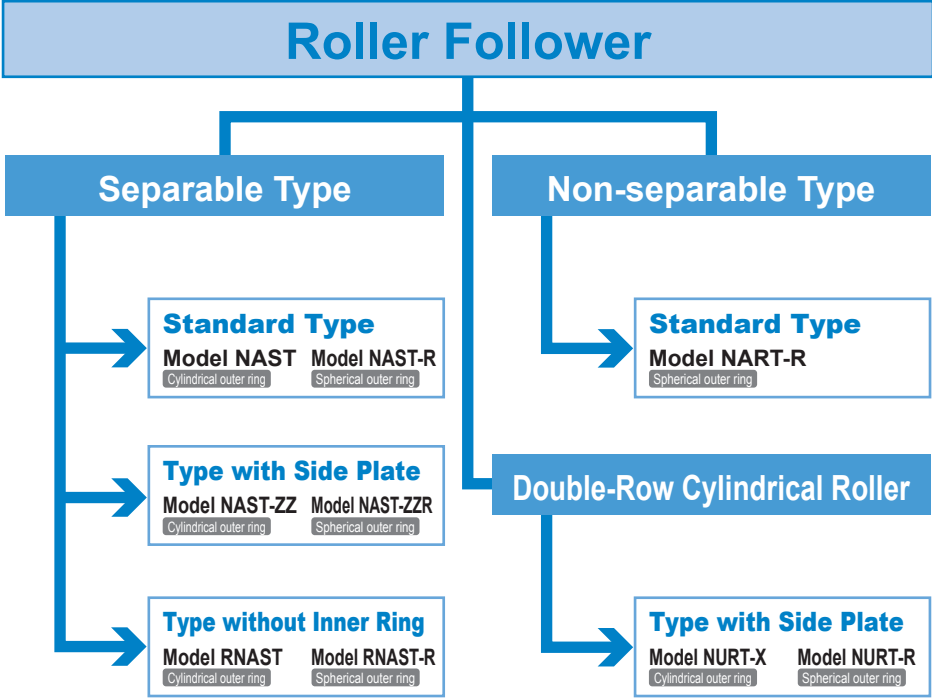 Roller Follower
Separable Type
Standard Type
Model NAST Model NAST-R
Cylindrical outer ring Spherical outer ring
Type with Side Plate
Model NAST-ZZ Model NAST-ZZR
Cylindrical outer ring Spherical outer ring
Type without Inner Ring
Model RNAST Model RNAST-R
Cylindrical outer ring Spherical outer ring
Non-separable Type
Standard Type
Model NART-R
Spherical outer ring
Double-Row Cylindrical Roller
Type with Side Plate
Model NURT-X Model NURT-R
Cylindrical outer ring Spherical outer ring